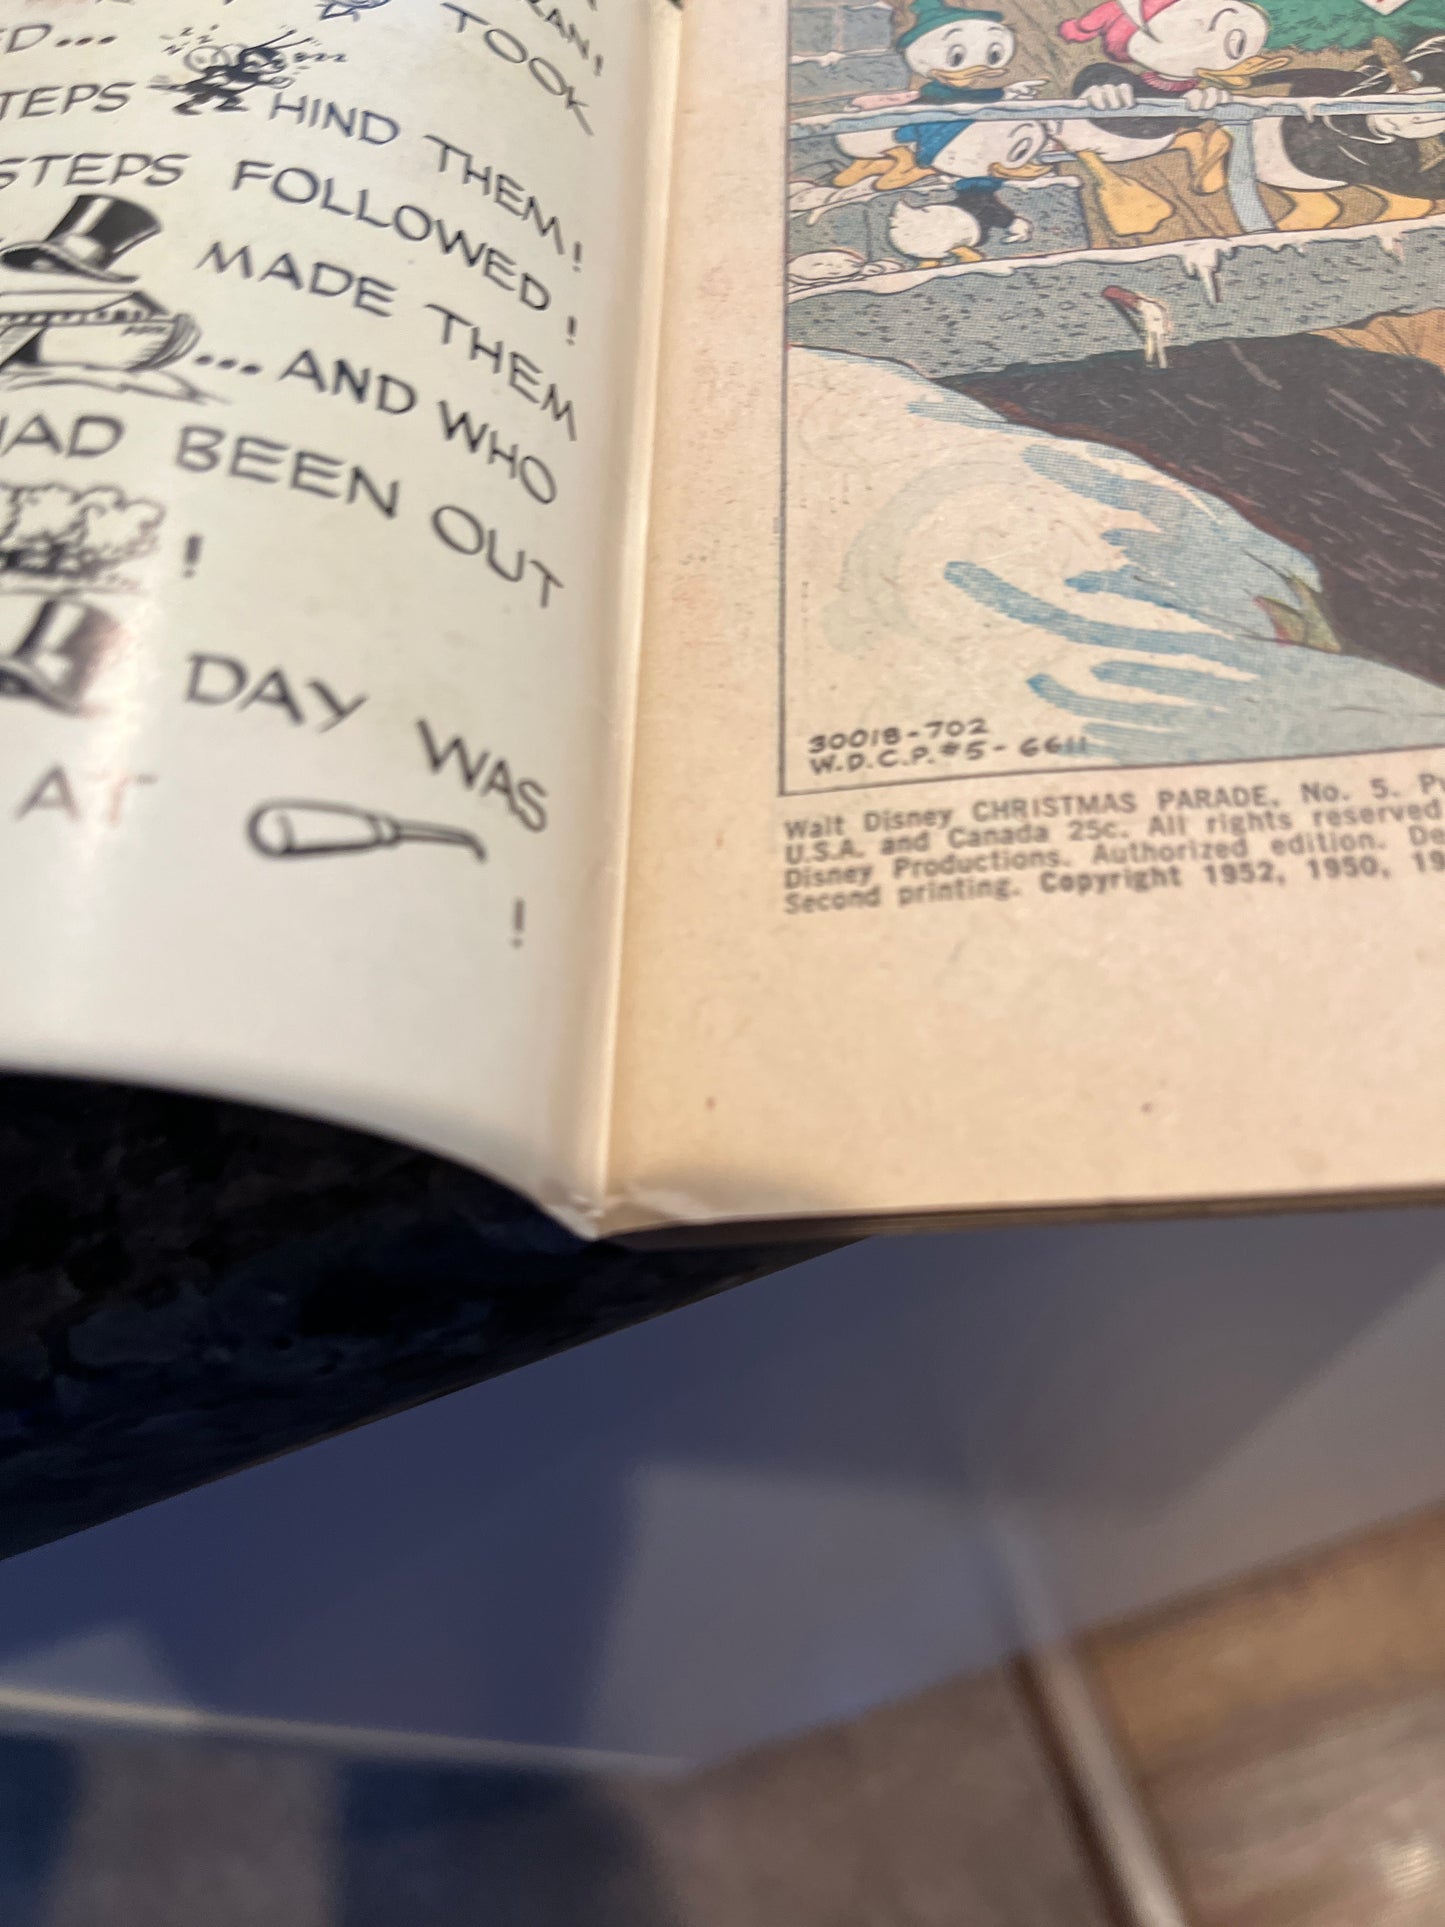 TOOK
TEPS HIND THEM!
STEPS FOLLOWED!
MADE THEM
...AND WHO
HAD BEEN OUT
!
DAY WAS
AT
!
30018-702
W.D.C.P. #5-6611
Walt Disney CHRISTMAS PARADE, No. 5.
U.S.A. and Canada 25c. All rights reserved
Disney Productions. Authorized edition.
Second printing. Copyright 1952, 1950,